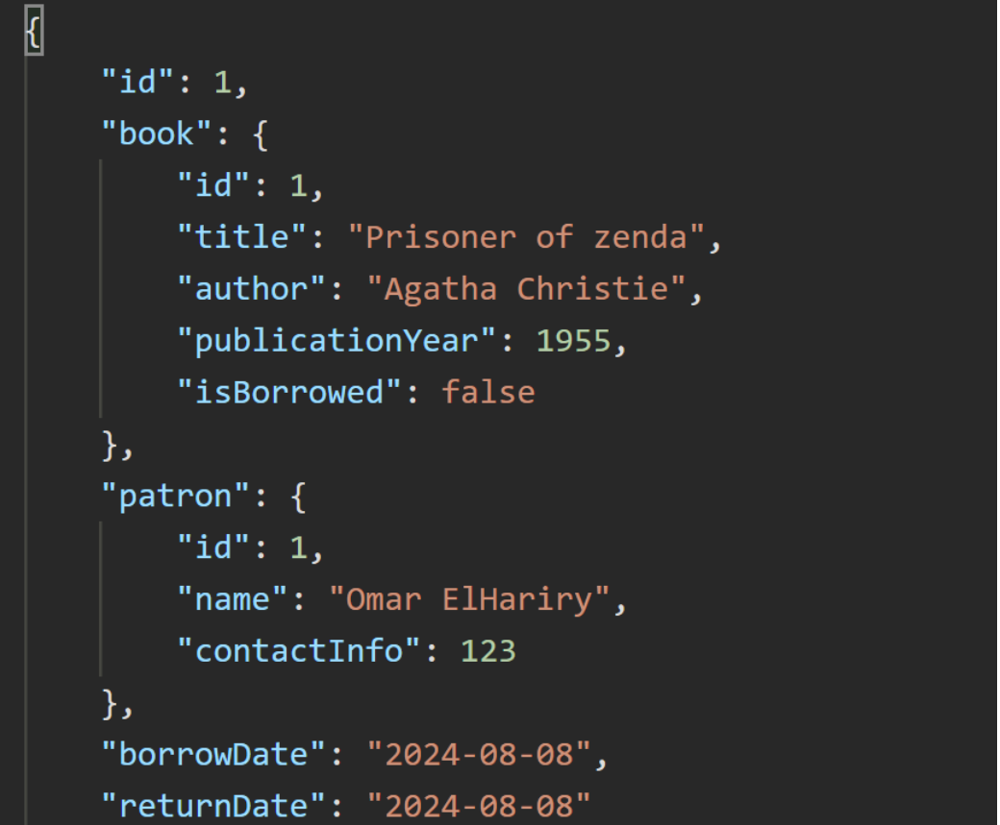 {
"id": 1,
"book": {
"id": 1,
"title": "Prisoner of zenda",
"author": "Agatha Christie",
"publicationYear": 1955,
"isBorrowed": false
},
"patron": {
"id": 1,
"name": "Omar ElHariry",
"contactInfo": 123
},
"borrowDate": "2024-08-08",
"returnDate": "2024-08-08"